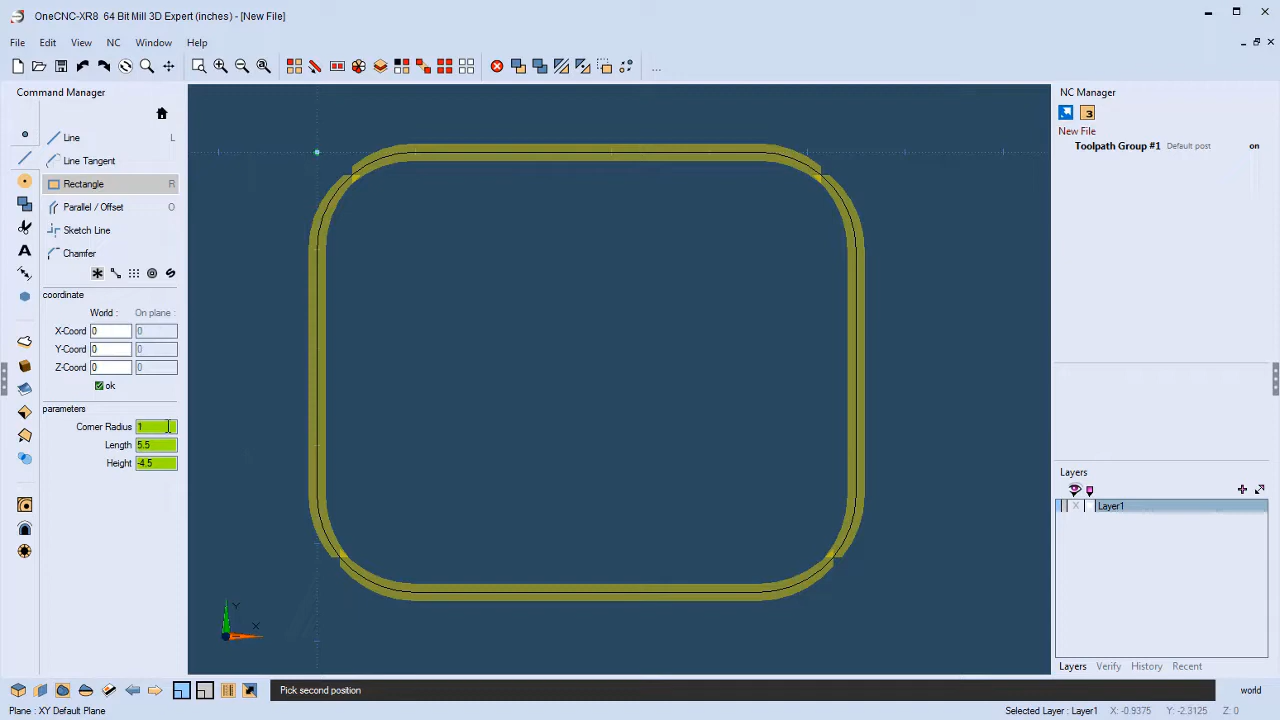 OneCNC-XR8 64 Bit Mill 3D Expert (inches) - [New File]
File Edit View NC Window Help
Command Manager
Line L
Line Tangent
Rectangle R
Parallel / Offset O
Sketch Line
Chamfer
coordinate
World : On plane :
X-Coord 0 0
Y-Coord 0 0
Z-Coord 0 0
ok
parameters
Corner Radius 1
Length 5.5
Height -4.5
Y
X
NC Manager
3
New File
Toolpath Group #1 Default post on
Layers
X Layer1
Layers Verify History Recent
Pick second position
world
Plane : XY Default Plane
Selected Layer : Layer1 X: -0.9375 Y: -2.3125 Z: 0